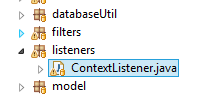 databaseUtil
filters
listeners
ContextListener.java
model